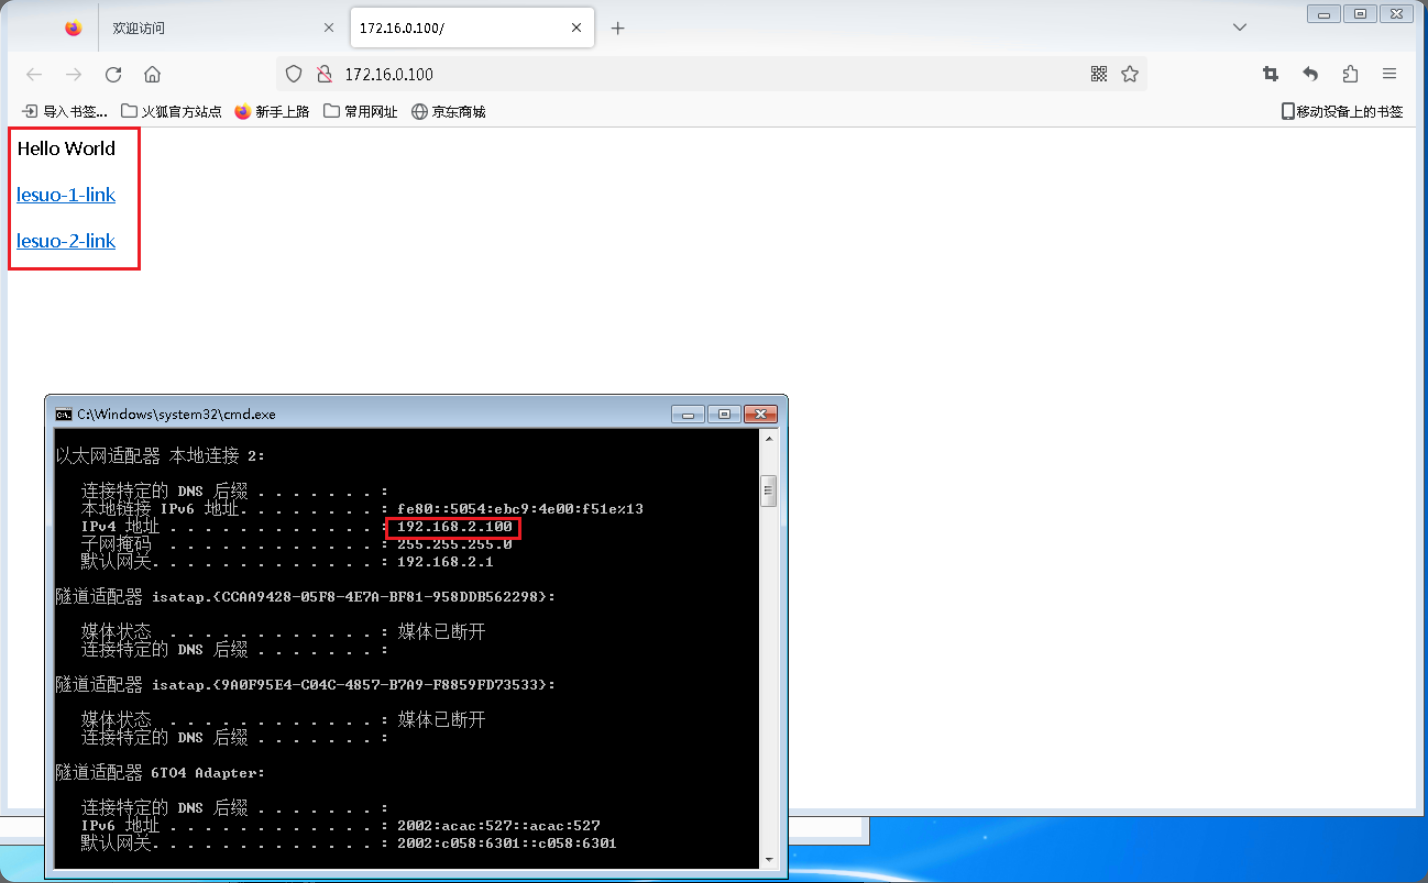 欢迎访问
172.16.0.100/
172.16.0.100
导入书签... 火狐官方站点 新手上路 常用网址 京东商城 移动设备上的书签
Hello World
lesuo-1-link
lesuo-2-link
C:\Windows\system32\cmd.exe
以太网适配器 本地连接 2:
连接特定的 DNS 后缀 . . . . . . . :
本地链接 IPv6 地址. . . . . . . . : fe80::5054:ebc9:4e00:f51e%13
IPv4 地址 . . . . . . . . . . . . : 192.168.2.100
子网掩码 . . . . . . . . . . . . : 255.255.255.0
默认网关. . . . . . . . . . . . . : 192.168.2.1
隧道适配器 isatap.{CCAA9428-05F8-4E7A-BF81-958DDB562298}:
媒体状态 . . . . . . . . . . . . : 媒体已断开
连接特定的 DNS 后缀 . . . . . . . :
隧道适配器 isatap.{9A0F95E4-C04C-4857-B7A9-F8859FD73533}:
媒体状态 . . . . . . . . . . . . : 媒体已断开
连接特定的 DNS 后缀 . . . . . . . :
隧道适配器 6TO4 Adapter:
连接特定的 DNS 后缀 . . . . . . . :
IPv6 地址 . . . . . . . . . . . . : 2002:acac:527::acac:527
默认网关. . . . . . . . . . . . . : 2002:c058:6301::c058:6301